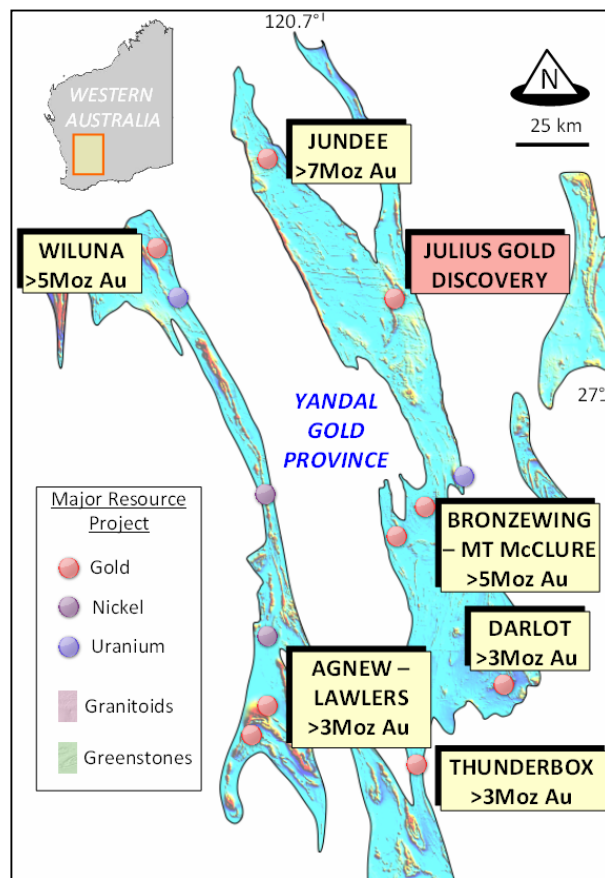 120.7°
WESTERN
AUSTRALIA
N
25 km
JUNDEE
>7Moz Au
WILUNA
>5Moz Au
JULIUS GOLD
DISCOVERY
27°
YANDAL
GOLD
PROVINCE
Major Resource
Project
Gold
Nickel
Uranium
Granitoids
Greenstones
BRONZEWING
– MT McCLURE
>5Moz Au
DARLOT
>3Moz Au
AGNEW –
LAWLERS
>3Moz Au
THUNDERBOX
>3Moz Au